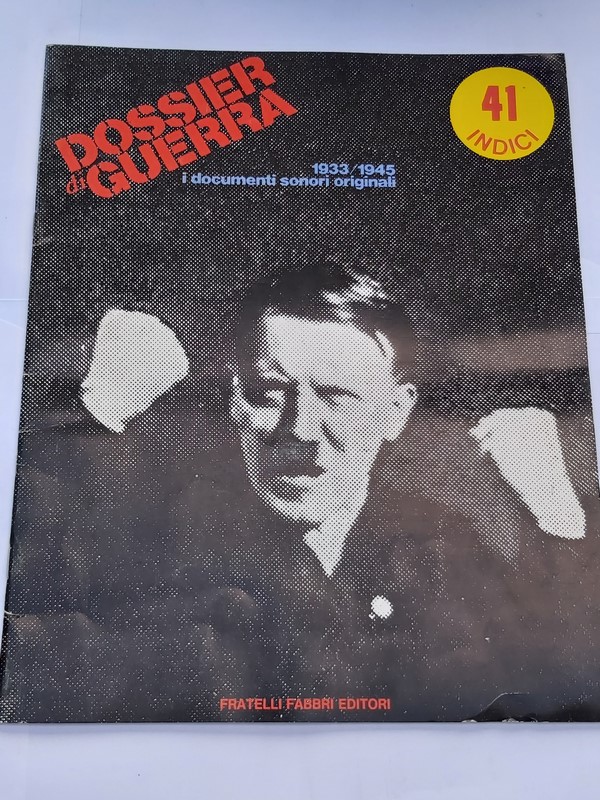 DOSSIER
di GUERRA
1933/1945
i documenti sonori originali
41
INDICI
FRATELLI FABBRI EDITORI